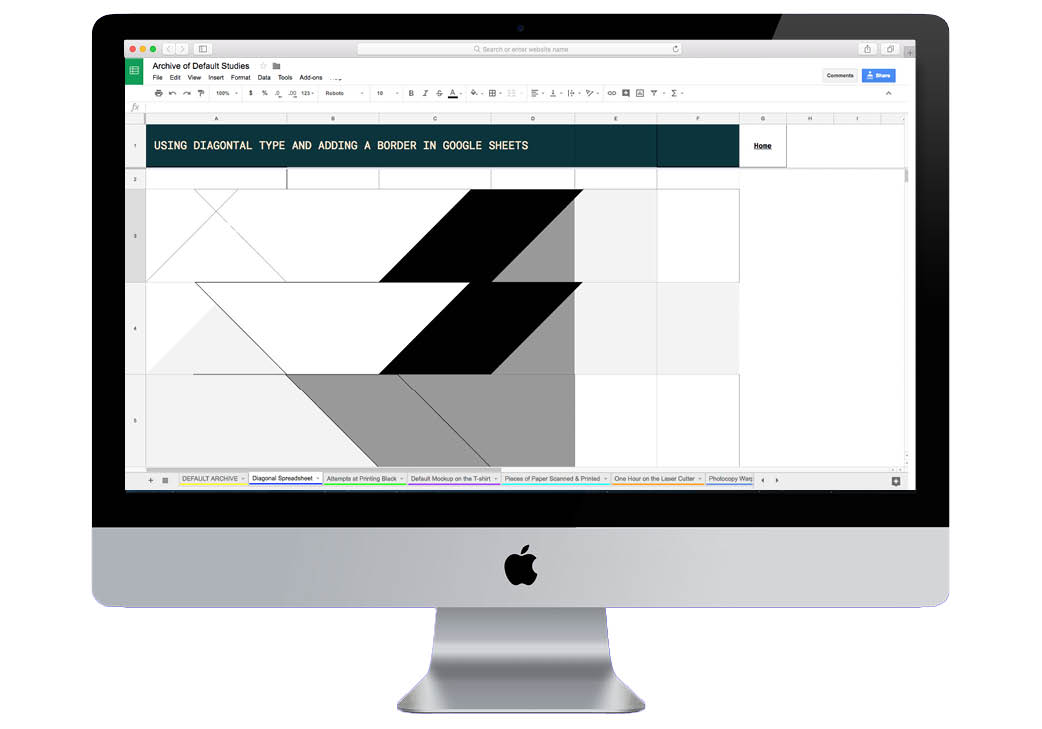 Search or enter website name
Archive of Default Studies
File Edit View Insert Format Data Tools Add-ons
Comments Share
100% $ % .0 .00 123 Roboto 10 B I S A
fx
A B C D E F G H I
1 USING DIAGONTAL TYPE AND ADDING A BORDER IN GOOGLE SHEETS Home
2
3
4
5
DEFAULT ARCHIVE Diagonal Spreadsheet Attempts at Printing Black Default Mockup on the T-shirt Pieces of Paper Scanned & Printed One Hour on the Laser Cutter Photocopy Warp